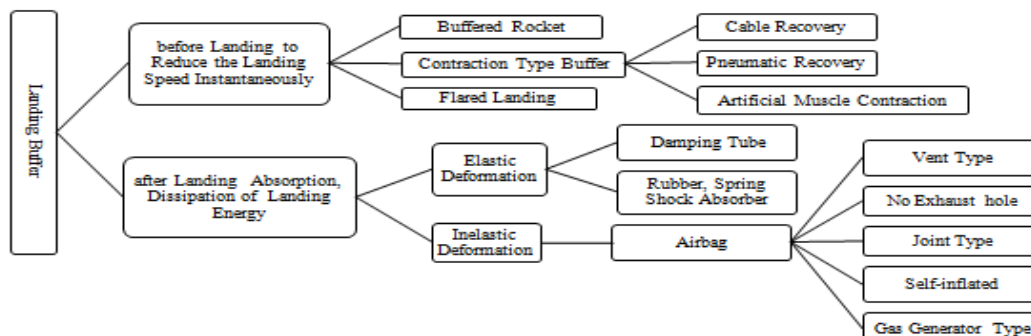 Landing Buffer
before Landing to
Reduce the Landing
Speed Instantaneously
Buffered Rocket
Contraction Type Buffer
Flared Landing
Cable Recovery
Pneumatic Recovery
Artificial Muscle Contraction
after Landing Absorption,
Dissipation of Landing
Energy
Elastic
Deformation
Damping Tube
Rubber, Spring
Shock Absorber
Inelastic
Deformation
Airbag
Vent Type
No Exhaust hole
Joint Type
Self-inflated
Gas Generator Type